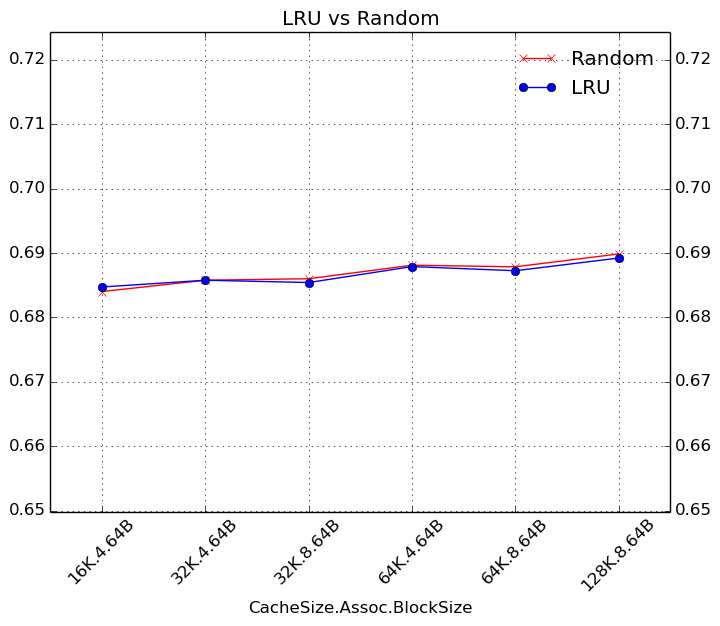 LRU vs Random
0.72
0.71
0.70
0.69
0.68
0.67
0.66
0.65
Random
LRU
0.72
0.71
0.70
0.69
0.68
0.67
0.66
0.65
16K.4.64B
32K.4.64B
32K.8.64B
64K.4.64B
64K.8.64B
128K.8.64B
CacheSize.Assoc.BlockSize